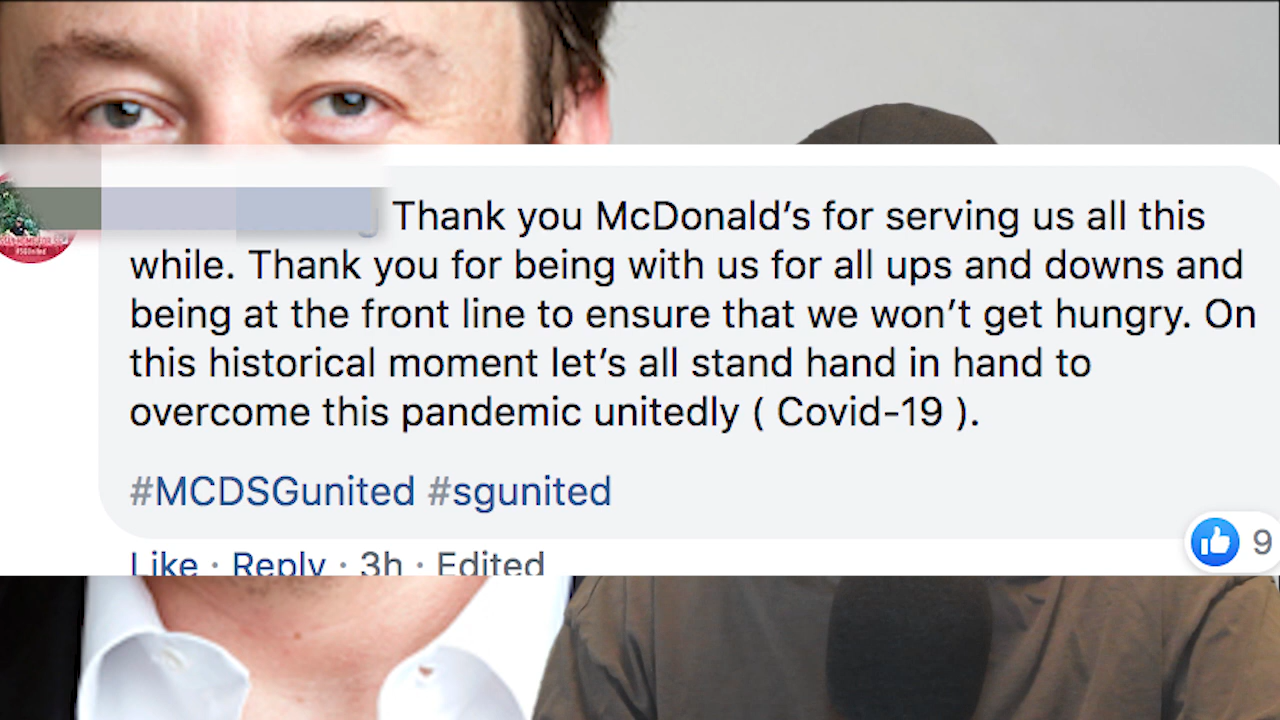 Thank you McDonald’s for serving us all this
while. Thank you for being with us for all ups and downs and
being at the front line to ensure that we won’t get hungry. On
this historical moment let’s all stand hand in hand to
overcome this pandemic unitedly ( Covid-19 ).
#MCDSGunited #sgunited
9
Like · Reply · 3h · Edited